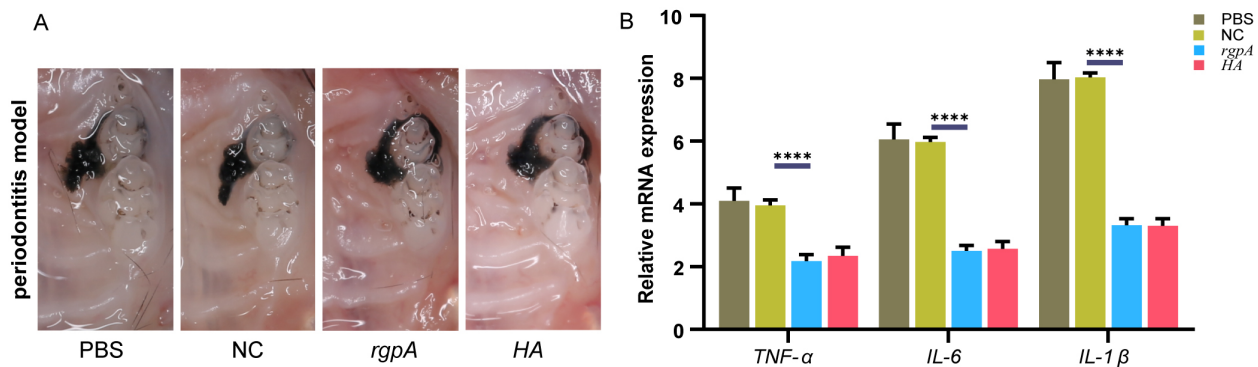 A
periodontitis model
PBS
NC
rgpA
HA
B
Relative mRNA expression
10
8
6
4
2
0
****
****
****
TNF-α
IL-6
IL-1β
PBS
NC
rgpA
HA